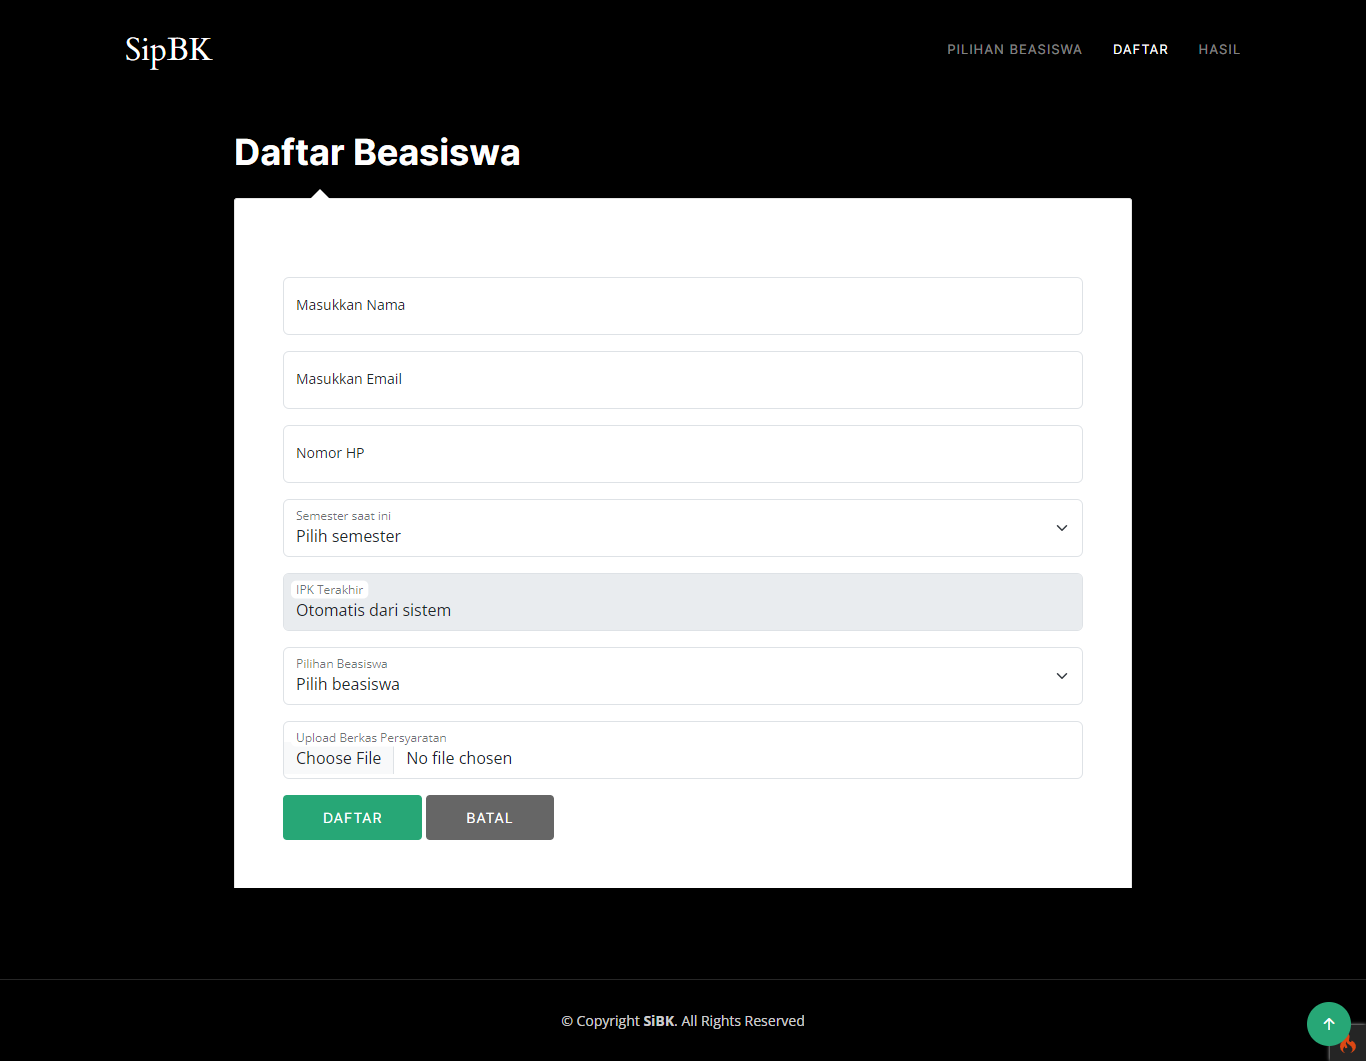 SipBK
PILIHAN BEASISWA DAFTAR HASIL
Daftar Beasiswa
Masukkan Nama
Masukkan Email
Nomor HP
Semester saat ini
Pilih semester
IPK Terakhir
Otomatis dari sistem
Pilihan Beasiswa
Pilih beasiswa
Upload Berkas Persyaratan
Choose File No file chosen
DAFTAR BATAL
© Copyright SiBK. All Rights Reserved